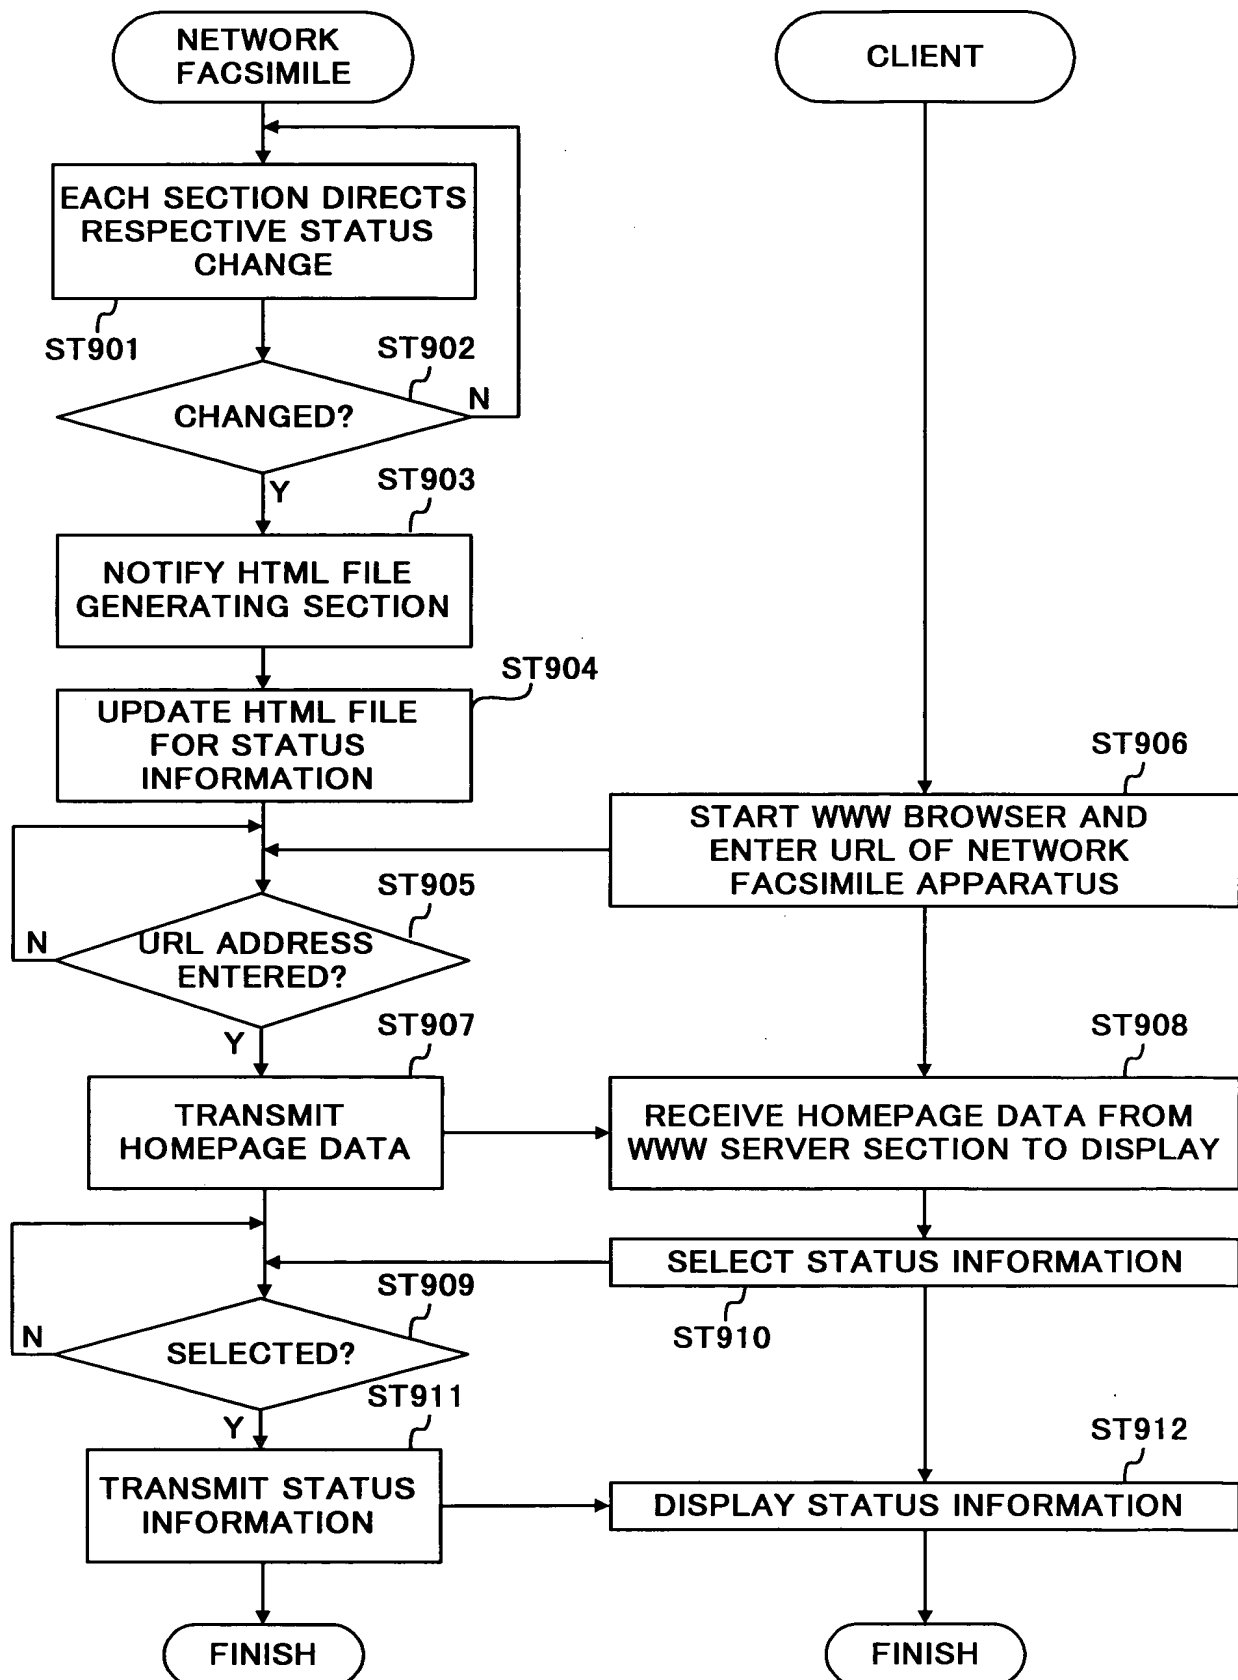 NETWORK
FACSIMILE
CLIENT
EACH SECTION DIRECTS
RESPECTIVE STATUS
CHANGE
ST901
ST902
CHANGED?
N
Y
ST903
NOTIFY HTML FILE
GENERATING SECTION
ST904
UPDATE HTML FILE
FOR STATUS
INFORMATION
ST906
START WWW BROWSER AND
ENTER URL OF NETWORK
FACSIMILE APPARATUS
ST905
N
URL ADDRESS
ENTERED?
Y
ST907
TRANSMIT
HOMEPAGE DATA
ST908
RECEIVE HOMEPAGE DATA FROM
WWW SERVER SECTION TO DISPLAY
SELECT STATUS INFORMATION
ST910
ST909
N
SELECTED?
Y
ST911
TRANSMIT STATUS
INFORMATION
ST912
DISPLAY STATUS INFORMATION
FINISH
FINISH